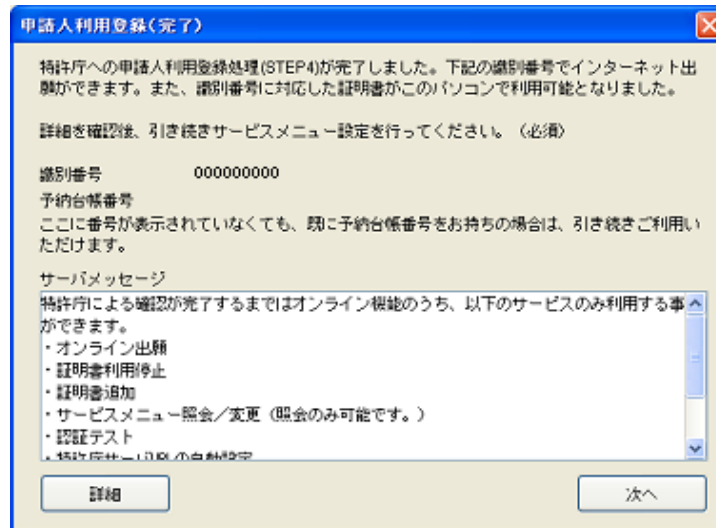 申請人利用登録(完了)
特許庁への申請人利用登録処理(STEP4)が完了しました。下記の識別番号でインターネット出
願ができます。また、識別番号に対応した証明書がこのパソコンで利用可能となりました。
詳細を確認後、引き続きサービスメニュー設定を行ってください。（必須）
識別番号 000000000
予納台帳番号
ここに番号が表示されていなくても、既に予納台帳番号をお持ちの場合は、引き続きご利用い
ただけます。
サーバメッセージ
特許庁による確認が完了するまではオンライン機能のうち、以下のサービスのみ利用する事
ができます。
・オンライン出願
・証明書利用停止
・証明書追加
・サービスメニュー照会／変更（照会のみ可能です。）
・認証テスト
・特許庁サーバURLの自動設定
詳細
次へ